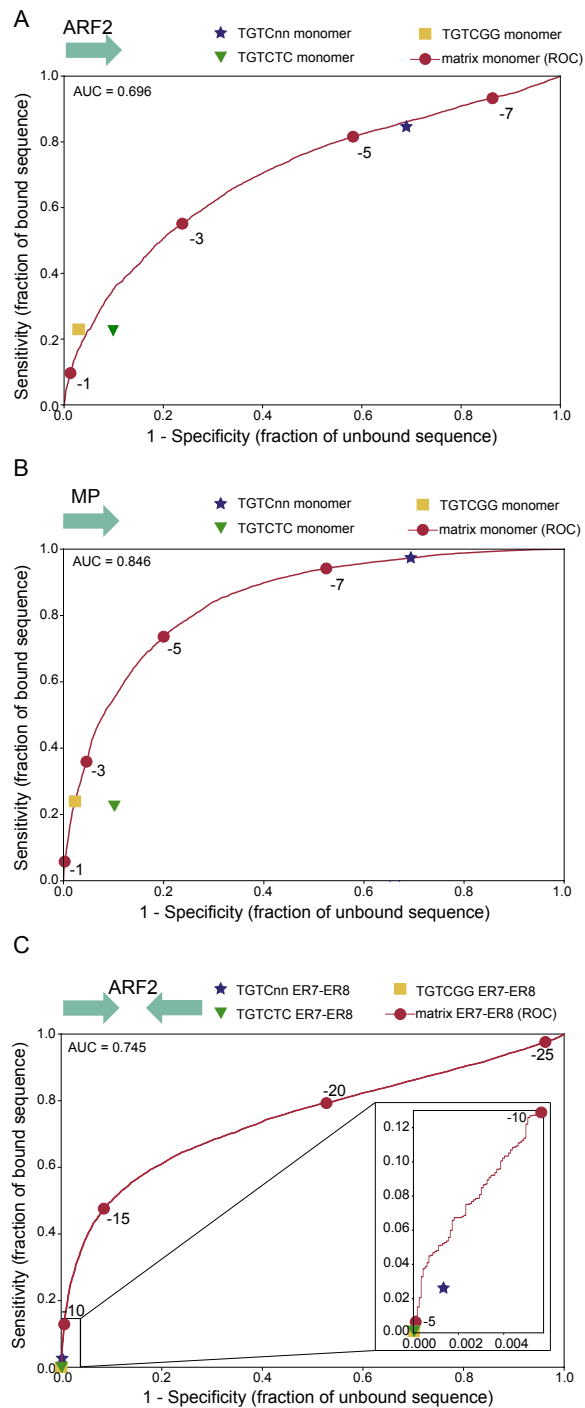 A
ARF2
TGTCnn monomer
TGTCGG monomer
TGTCTC monomer
matrix monomer (ROC)
AUC = 0.696
Sensitivity (fraction of bound sequence)
1.0
0.8
0.6
0.4
0.2
0.0
-1
-3
-5
-7
0.0 0.2 0.4 0.6 0.8 1.0
1 - Specificity (fraction of unbound sequence)
B
MP
TGTCnn monomer
TGTCGG monomer
TGTCTC monomer
matrix monomer (ROC)
AUC = 0.846
Sensitivity (fraction of bound sequence)
1.0
0.8
0.6
0.4
0.2
0.0
-1
-3
-5
-7
0.0 0.2 0.4 0.6 0.8 1.0
1 - Specificity (fraction of unbound sequence)
C
ARF2
TGTCnn ER7-ER8
TGTCGG ER7-ER8
TGTCTC ER7-ER8
matrix ER7-ER8 (ROC)
AUC = 0.745
Sensitivity (fraction of bound sequence)
1.0
0.8
0.6
0.4
0.2
0.0
-10
-15
-20
-25
0.12
0.10
0.08
0.06
0.04
0.02
0.00
-10
-5
0.000 0.002 0.004
0.0 0.2 0.4 0.6 0.8 1.0
1 - Specificity (fraction of unbound sequence)